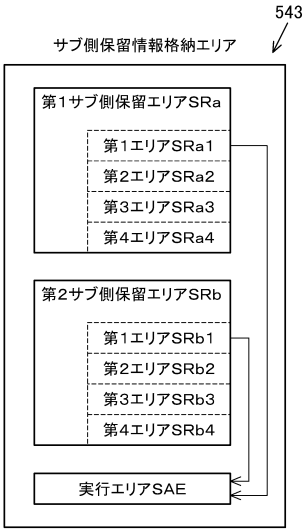 543
サブ側保留情報格納エリア
第1サブ側保留エリアSRa
第1エリアSRa1
第2エリアSRa2
第3エリアSRa3
第4エリアSRa4
第2サブ側保留エリアSRb
第1エリアSRb1
第2エリアSRb2
第3エリアSRb3
第4エリアSRb4
実行エリアSAE